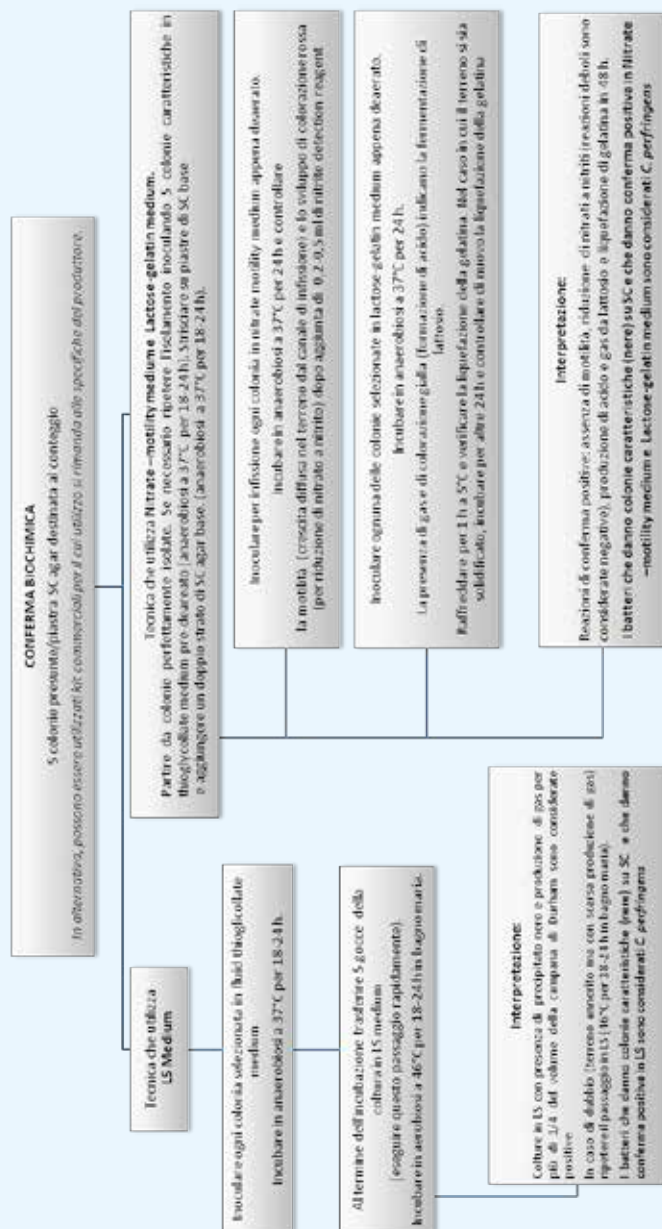 CONFERMA BIOCHIMICA
5 colonie presunte/piastra SC agar destinata al conteggio
In alternativa, possono essere utilizzati kit commerciali per il cui utilizzo si rimanda alle specifiche del produttore.
Tecnica che utilizza
LS Medium
Inoculare ogni colonia selezionata in fluid thioglicollate
medium
Incubare in anaerobiosi a 37°C per 18-24 h.
Al termine dell'incubazione trasferire 5 gocce della
coltura in LS medium
(eseguire questo passaggio rapidamente).
Incubare in aerobiosi a 46°C per 18-24 h in bagno maria.
Interpretazione:
Colture in LS con presenza di precipitato nero e produzione di gas per
più di 1/4 del volume della campana di Durham sono considerate
positive
In caso di dubbio (terreno annerito ma con scarsa produzione di gas)
ripetere il passaggio in LS (46°C per 18-24 h in bagno maria).
I batteri che danno colonie caratteristiche (nere) su SC e che danno
conferma positiva in LS sono considerati C. perfringens
Tecnica che utilizza Nitrate –motility medium e Lactose-gelatin medium.
Partire da colonie perfettamente isolate. Se necessario ripetere l'isolamento inoculando 5 colonie caratteristiche in
thioglycollate medium pre-deareato (anaerobiosi a 37°C per 18-24 h). Strisciare su piastre di SC base
e aggiungere un doppio strato di SC agar base. (anaerobiosi a 37°C per 18-24 h).
Inoculare per infissione ogni colonia in nitrate motility medium appena deaerato.
Incubare in anaerobiosi a 37°C per 24 h e controllare
la motilità (crescita diffusa nel terreno dal canale di infissione) e lo sviluppo di colorazione rossa
(per riduzione di nitrato a nitrito) dopo aggiunta di 0,2-0,5 ml di nitrite detection reagent
Inoculare ognuna delle colonie selezionate in lactose-gelatin medium appena deaerato.
Incubare in anaerobiosi a 37°C per 24 h.
La presenza di gas e di colorazione gialla (formazione di acido) indicano la fermentazione di
lattosio.
Raffreddare per 1 h a 5°C e verificare la liquefazione della gelatina. Nel caso in cui il terreno si sia
solidificato, incubare per altre 24 h e controllare di nuovo la liquefazione della gelatina
Interpretazione:
Reazioni di conferma positive: assenza di motilità, riduzione di nitrati a nitriti (reazioni deboli sono
considerate negative), produzione di acido e gas da lattosio e liquefazione di gelatina in 48 h.
I batteri che danno colonie caratteristiche (nere) su SC e che danno conferma positiva in Nitrate
–motility medium e Lactose-gelatin medium sono considerati C. perfringens